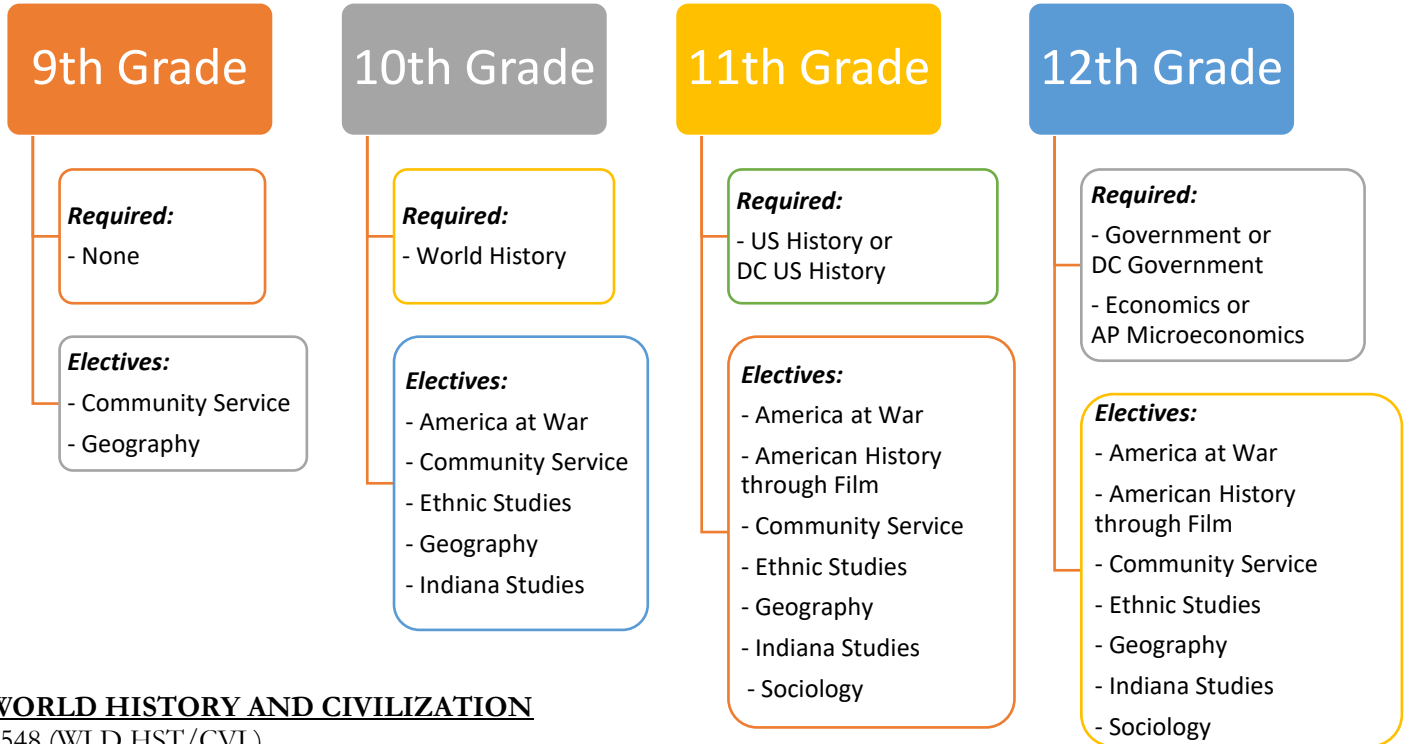 9th Grade
Required:
- None
Electives:
- Community Service
- Geography
10th Grade
Required:
- World History
Electives:
- America at War
- Community Service
- Ethnic Studies
- Geography
- Indiana Studies
11th Grade
Required:
- US History or
DC US History
Electives:
- America at War
- American History
through Film
- Community Service
- Ethnic Studies
- Geography
- Indiana Studies
- Sociology
12th Grade
Required:
- Government or
DC Government
- Economics or
AP Microeconomics
Electives:
- America at War
- American History
through Film
- Community Service
- Ethnic Studies
- Geography
- Indiana Studies
- Sociology
WORLD HISTORY AND CIVILIZATION
548 (WLD HST/CVL)